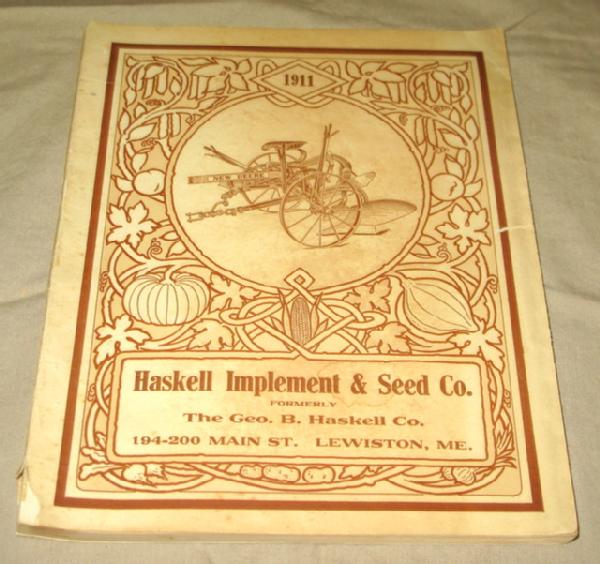 1911
NEW DEERE
Haskell Implement & Seed Co.
FORMERLY
The Geo. B. Haskell Co.
194-200 MAIN ST. LEWISTON, ME.